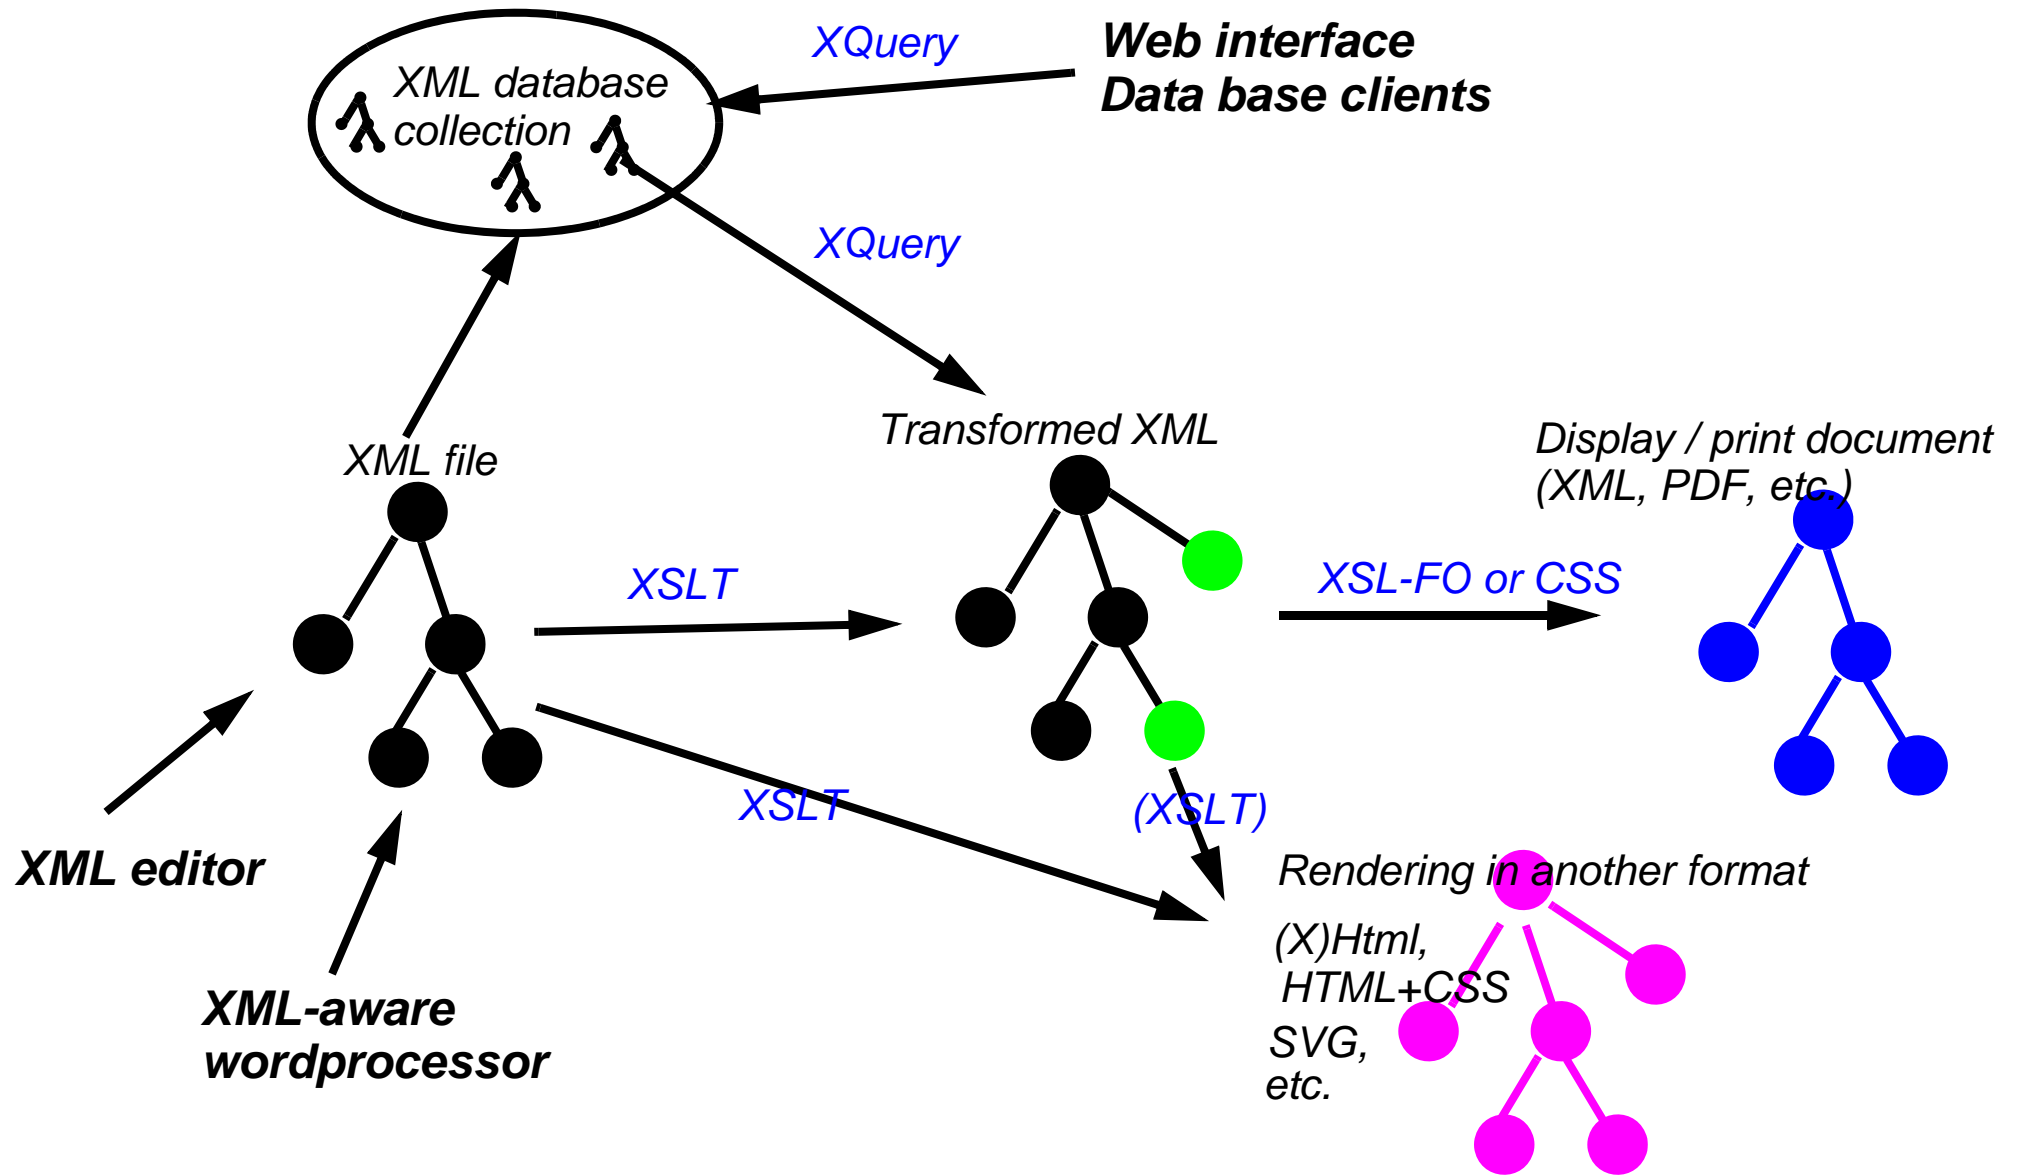 XQuery
Web interface
Data base clients
XML database
collection
XQuery
Transformed XML
Display / print document
(XML, PDF, etc.)
XML file
XSLT
XSL-FO or CSS
XSLT
(XSLT)
XML editor
Rendering in another format
(X)Html,
HTML+CSS
SVG,
etc.
XML-aware
wordprocessor